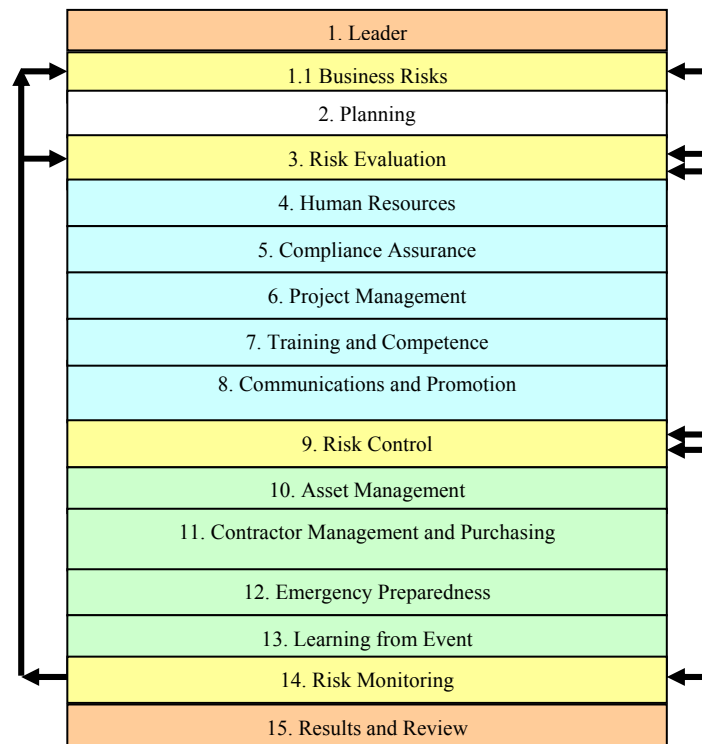 1. Leader
1.1 Business Risks
2. Planning
3. Risk Evaluation
4. Human Resources
5. Compliance Assurance
6. Project Management
7. Training and Competence
8. Communications and Promotion
9. Risk Control
10. Asset Management
11. Contractor Management and Purchasing
12. Emergency Preparedness
13. Learning from Event
14. Risk Monitoring
15. Results and Review